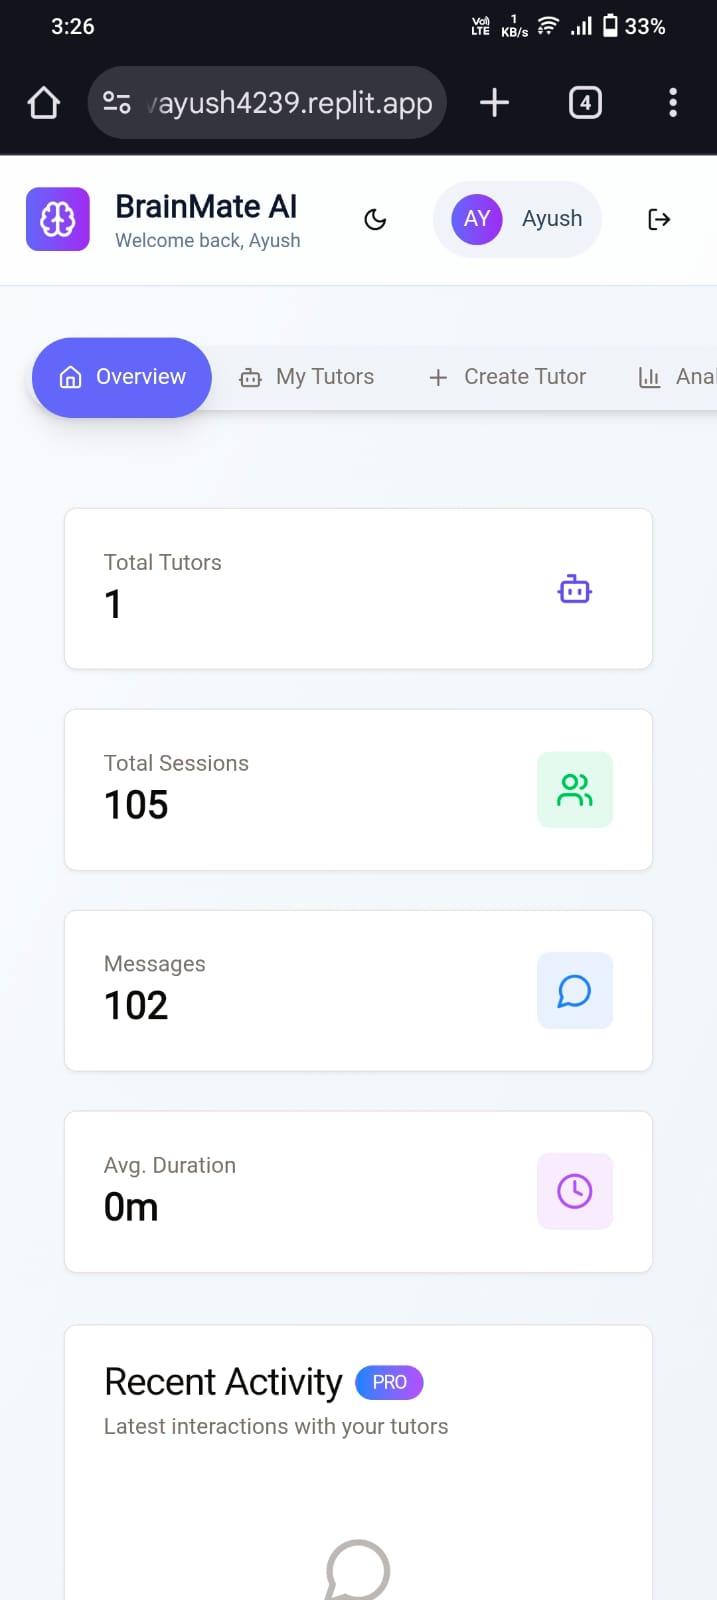 3:26
Vo) LTE 1 KB/s 33%
vayush4239.replit.app
4
BrainMate AI
Welcome back, Ayush
AY Ayush
Overview My Tutors Create Tutor Anal
Total Tutors
1
Total Sessions
105
Messages
102
Avg. Duration
0m
Recent Activity PRO
Latest interactions with your tutors